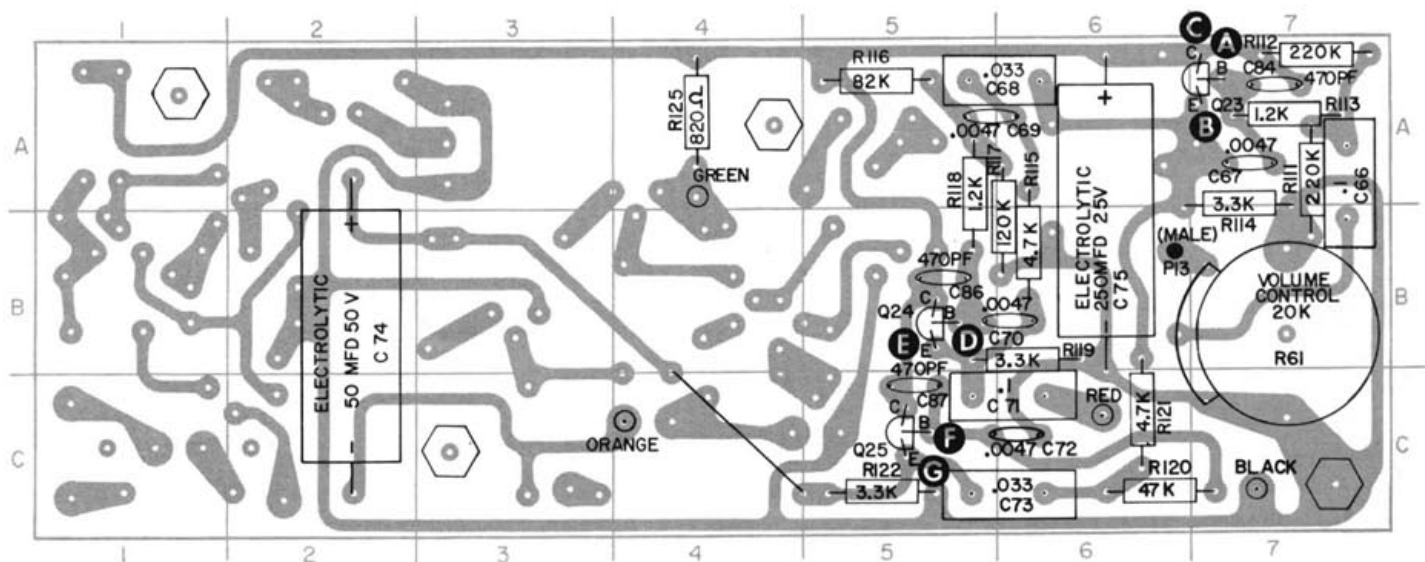 1 2 3 4 5 6 7
A
B
C
C
A
R112
220K
R116
82K
.033
C68
C
B
E
C84
470PF
Q23
1.2K
R113
B
R125
820Ω
GREEN
.0047 C69
+
ELECTROLYTIC
250MFD 25V
C 75
-
.0047
C67
R111
220K
.1
C66
3.3K
R114
R118
1.2K
R117
120K
R115
4.7K
(MALE)
P13
VOLUME
CONTROL
20K
R61
+
ELECTROLYTIC
50 MFD 50V
C 74
-
470PF
C86
Q24
C
B
E
.0047
C70
E
D
3.3K
R119
470PF
C87
.1
C71
RED
4.7K
R121
C
B
E
Q25
F
.0047 C72
ORANGE
R122
3.3K
G
.033
C73
R120
47K
BLACK
A
B
C
1 2 3 4 5 6 7